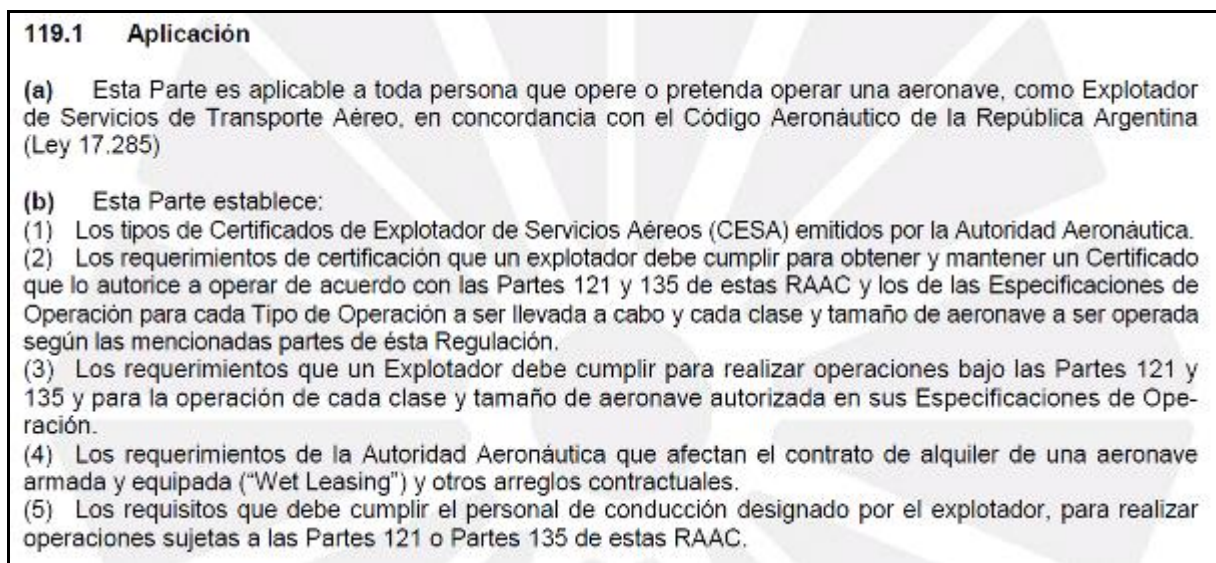 119.1 Aplicación
(a) Esta Parte es aplicable a toda persona que opere o pretenda operar una aeronave, como Explotador
de Servicios de Transporte Aéreo, en concordancia con el Código Aeronáutico de la República Argentina
(Ley 17.285)
(b) Esta Parte establece:
(1) Los tipos de Certificados de Explotador de Servicios Aéreos (CESA) emitidos por la Autoridad Aeronáutica.
(2) Los requerimientos de certificación que un explotador debe cumplir para obtener y mantener un Certificado
que lo autorice a operar de acuerdo con las Partes 121 y 135 de estas RAAC y los de las Especificaciones de
Operación para cada Tipo de Operación a ser llevada a cabo y cada clase y tamaño de aeronave a ser operada
según las mencionadas partes de ésta Regulación.
(3) Los requerimientos que un Explotador debe cumplir para realizar operaciones bajo las Partes 121 y
135 y para la operación de cada clase y tamaño de aeronave autorizada en sus Especificaciones de Ope-
ración.
(4) Los requerimientos de la Autoridad Aeronáutica que afectan el contrato de alquiler de una aeronave
armada y equipada (“Wet Leasing”) y otros arreglos contractuales.
(5) Los requisitos que debe cumplir el personal de conducción designado por el explotador, para realizar
operaciones sujetas a las Partes 121 o Partes 135 de estas RAAC.